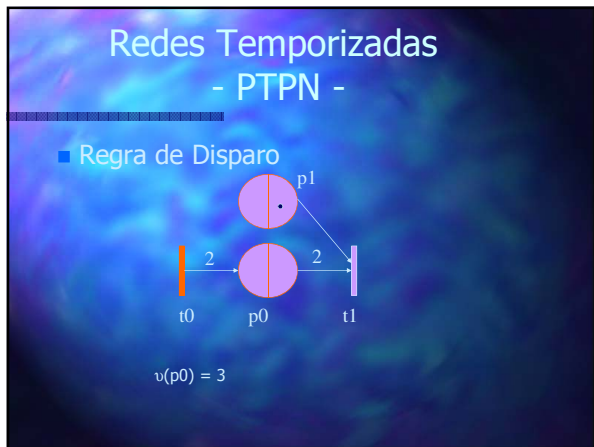 Redes Temporizadas
- PTPN -
Regra de Disparo
p1
2
2
t0
p0
t1
υ(p0) = 3